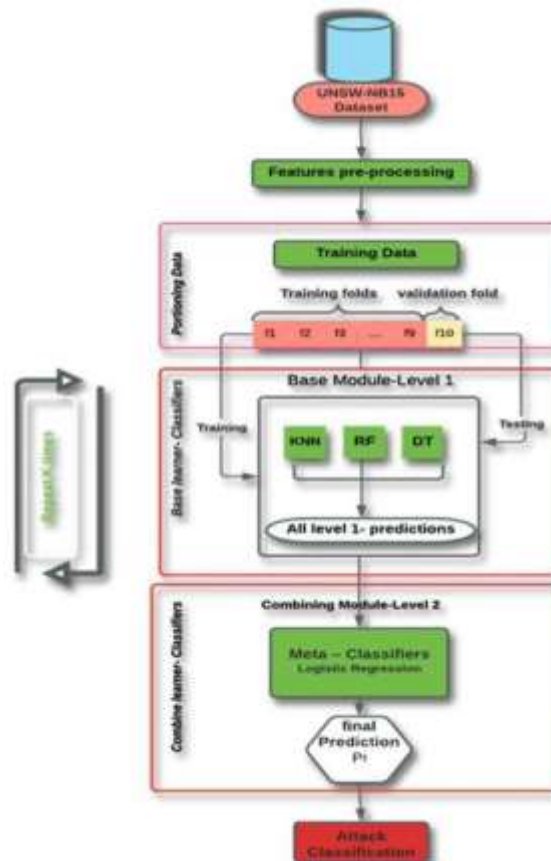 UNSW-NB15
Dataset
Features pre-processing
Portioning Data
Training Data
Training folds
validation fold
f1 f2 f3 .... f9 f10
Base learner- Classifiers
Base Module-Level 1
Training
Testing
KNN RF DT
All level 1- predictions
Repeat K times
Combine learner- Classifiers
Combining Module-Level 2
Meta – Classifiers
Logistic Regression
final
Prediction
Attack
Classification